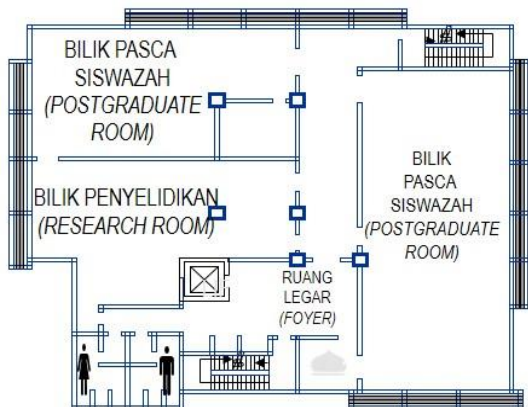 BILIK PASCA
SISWAZAH
(POSTGRADUATE
ROOM)
BILIK PENYELIDIKAN
(RESEARCH ROOM)
BILIK
PASCA
SISWAZAH
(POSTGRADUATE
ROOM)
RUANG
LEGAR
(FOYER)